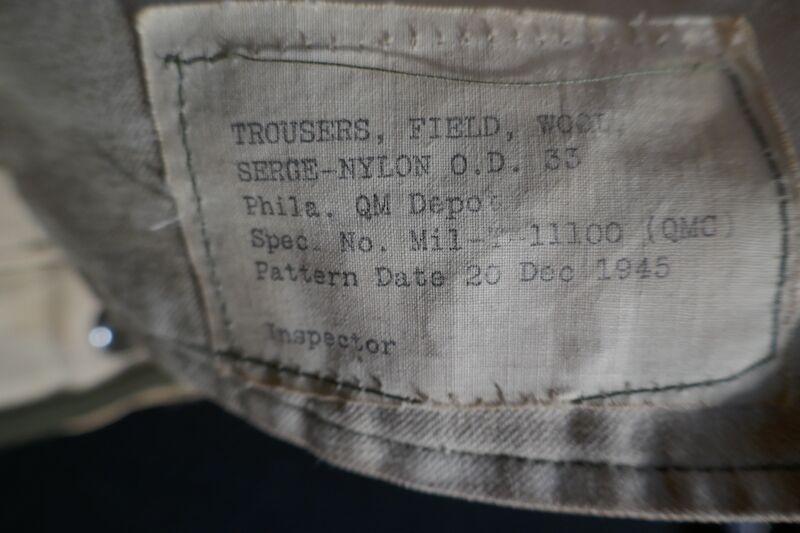 TROUSERS, FIELD, WOOL,
SERGE-NYLON O.D. 33
Phila. QM Depot
Spec. No. Mil-T-11100 (QMC)
Pattern Date 20 Dec 1945
Inspector